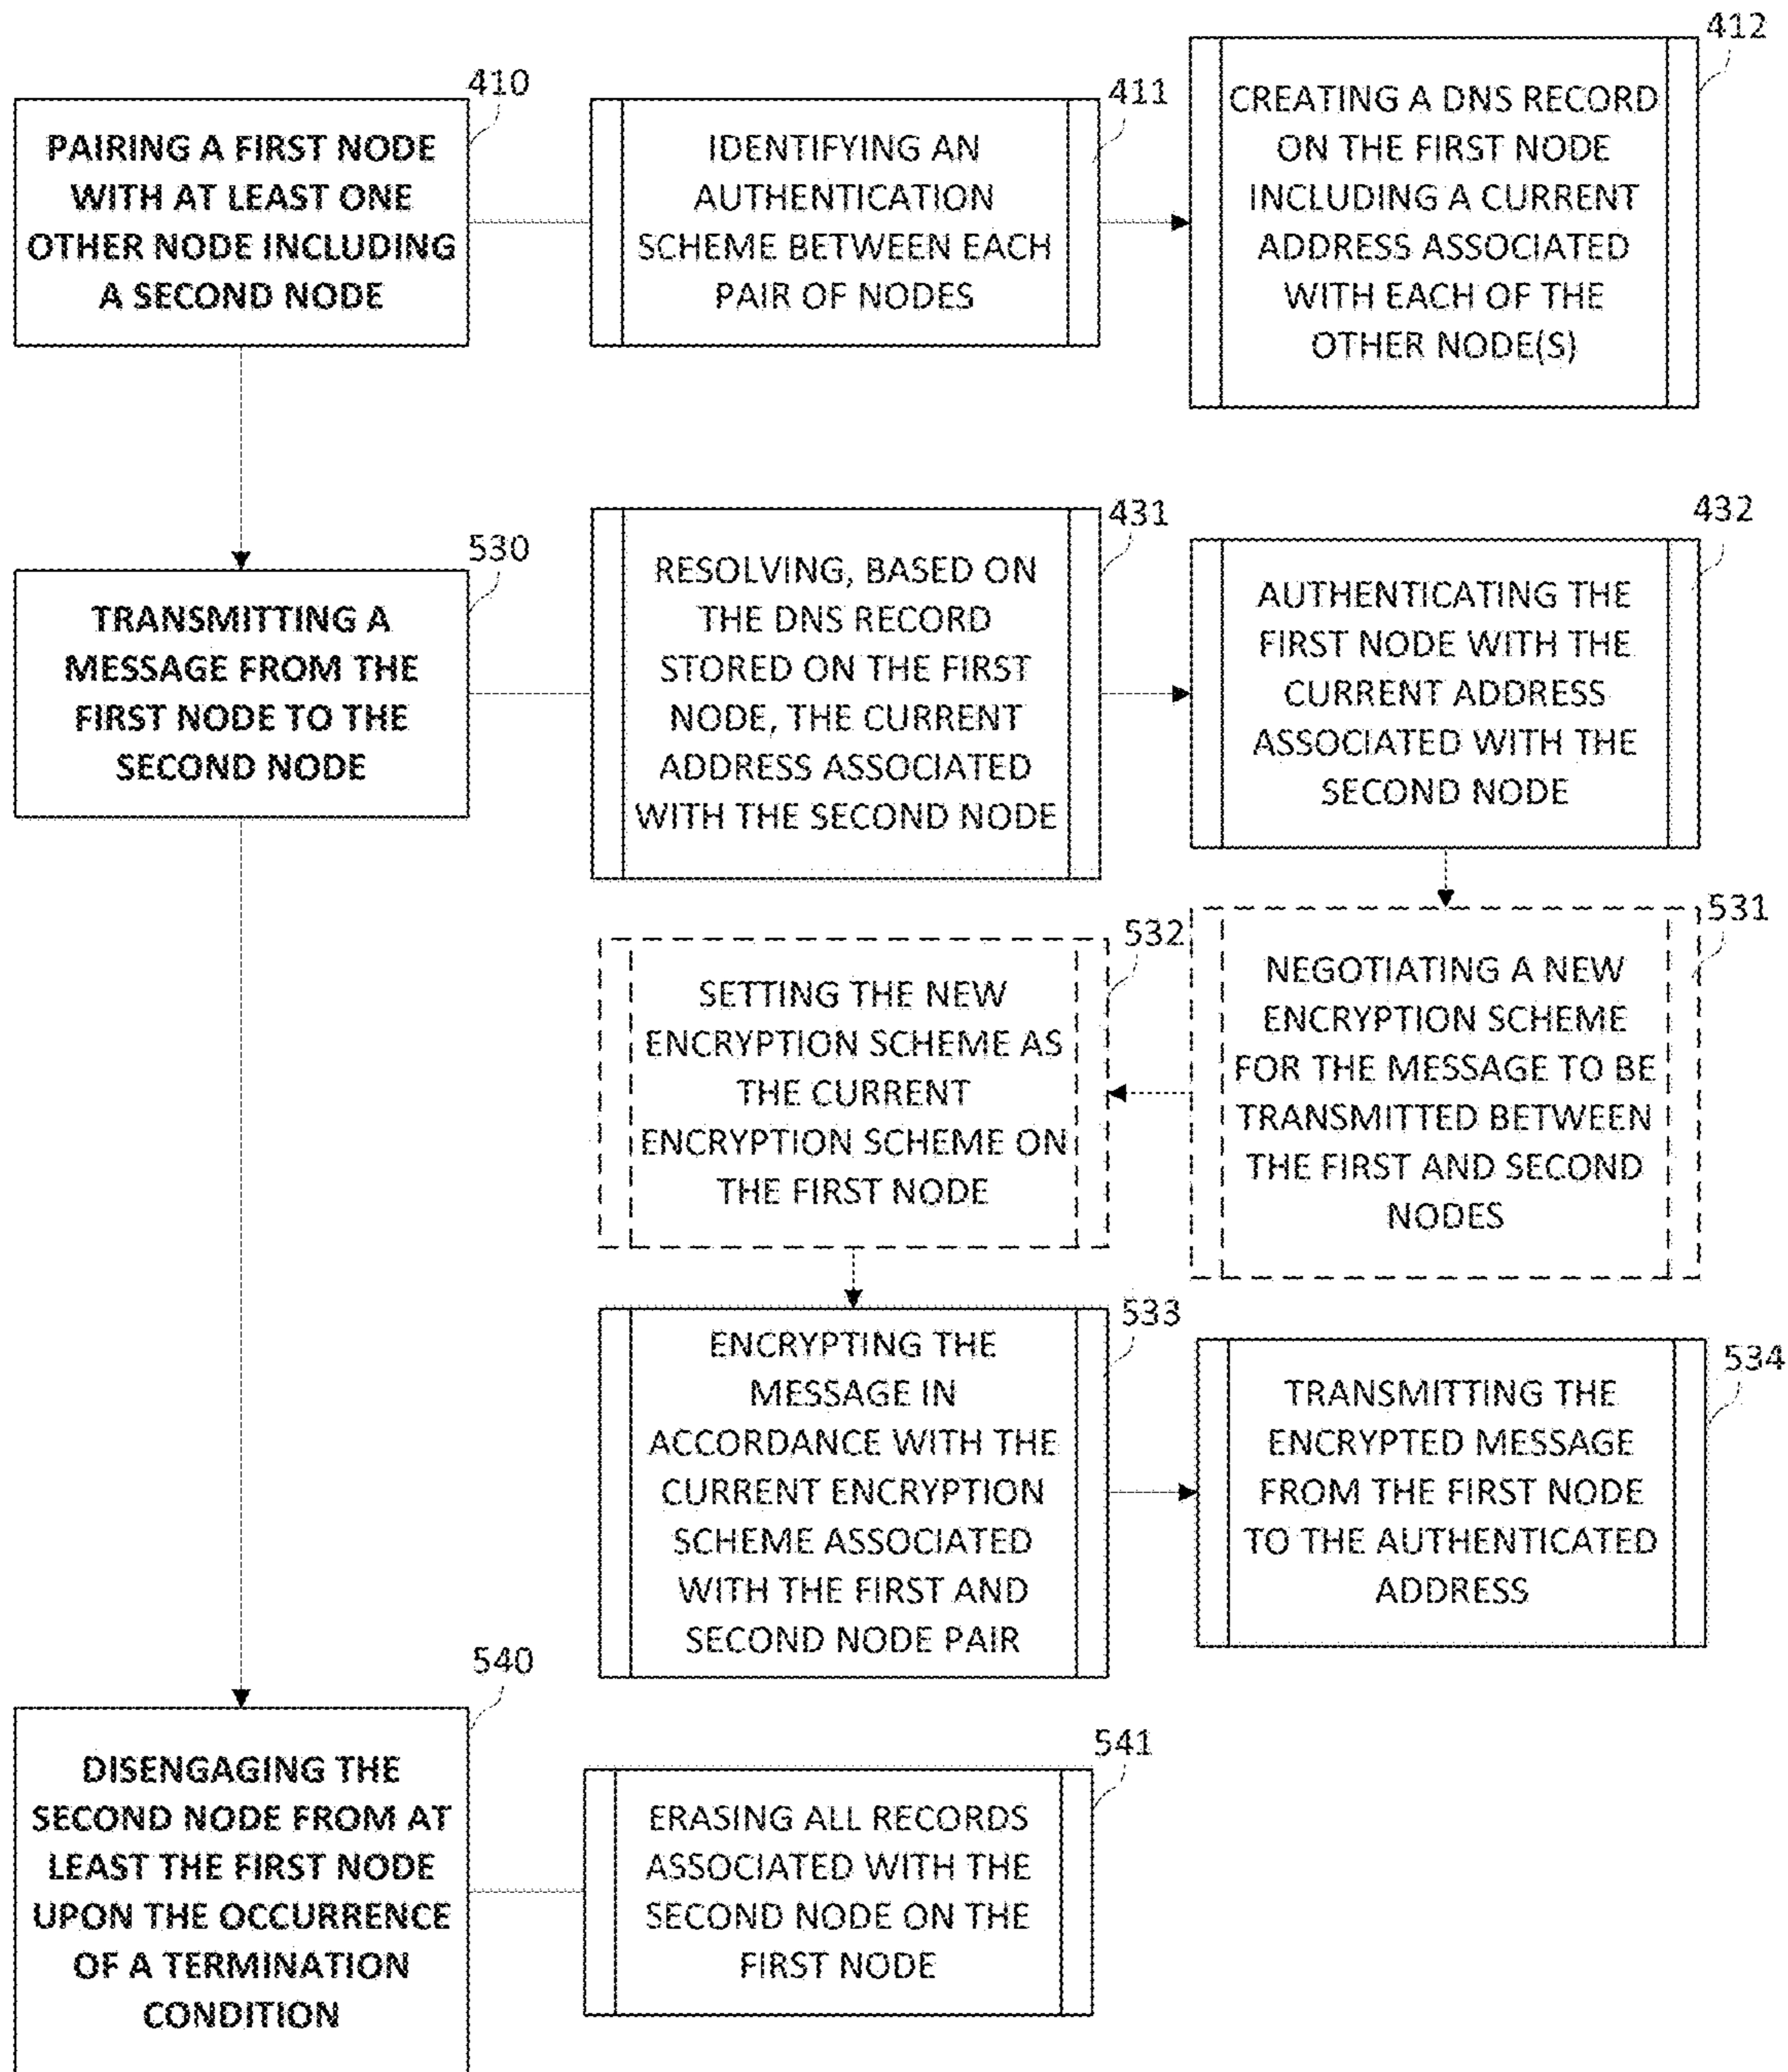 410
PAIRING A FIRST NODE
WITH AT LEAST ONE
OTHER NODE INCLUDING
A SECOND NODE
411
IDENTIFYING AN
AUTHENTICATION
SCHEME BETWEEN EACH
PAIR OF NODES
412
CREATING A DNS RECORD
ON THE FIRST NODE
INCLUDING A CURRENT
ADDRESS ASSOCIATED
WITH EACH OF THE
OTHER NODE(S)
530
TRANSMITTING A
MESSAGE FROM THE
FIRST NODE TO THE
SECOND NODE
431
RESOLVING, BASED ON
THE DNS RECORD
STORED ON THE FIRST
NODE, THE CURRENT
ADDRESS ASSOCIATED
WITH THE SECOND NODE
432
AUTHENTICATING THE
FIRST NODE WITH THE
CURRENT ADDRESS
ASSOCIATED WITH THE
SECOND NODE
531
NEGOTIATING A NEW
ENCRYPTION SCHEME
FOR THE MESSAGE TO BE
TRANSMITTED BETWEEN
THE FIRST AND SECOND
NODES
532
SETTING THE NEW
ENCRYPTION SCHEME AS
THE CURRENT
ENCRYPTION SCHEME ON
THE FIRST NODE
533
ENCRYPTING THE
MESSAGE IN
ACCORDANCE WITH THE
CURRENT ENCRYPTION
SCHEME ASSOCIATED
WITH THE FIRST AND
SECOND NODE PAIR
534
TRANSMITTING THE
ENCRYPTED MESSAGE
FROM THE FIRST NODE
TO THE AUTHENTICATED
ADDRESS
540
DISENGAGING THE
SECOND NODE FROM AT
LEAST THE FIRST NODE
UPON THE OCCURRENCE
OF A TERMINATION
CONDITION
541
ERASING ALL RECORDS
ASSOCIATED WITH THE
SECOND NODE ON THE
FIRST NODE